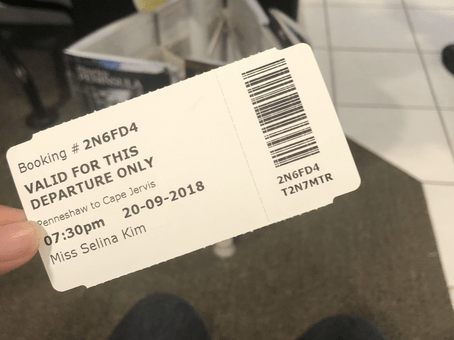 Booking # 2N6FD4
VALID FOR THIS
DEPARTURE ONLY
Penneshaw to Cape Jervis
07:30pm 20-09-2018
Miss Selina Kim
2N6FD4
T2N7MTR